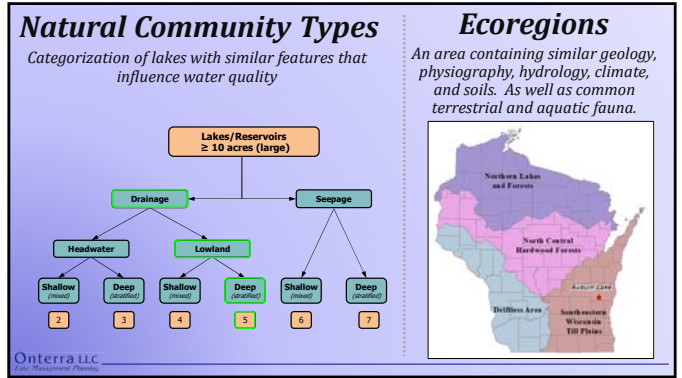 Natural Community Types
Categorization of lakes with similar features that
influence water quality
Lakes/Reservoirs
≥ 10 acres (large)
Drainage
Seepage
Headwater
Lowland
Shallow
(mixed)
Deep
(stratified)
Shallow
(mixed)
Deep
(stratified)
Shallow
(mixed)
Deep
(stratified)
2
3
4
5
6
7
Onterra LLC
Lake Management Planning
Ecoregions
An area containing similar geology,
physiography, hydrology, climate,
and soils. As well as common
terrestrial and aquatic fauna.
Northern Lakes
and Forests
North Central
Hardwood Forests
Auburn Lake
Driftless Area
Southeastern
Wisconsin
Till Plains